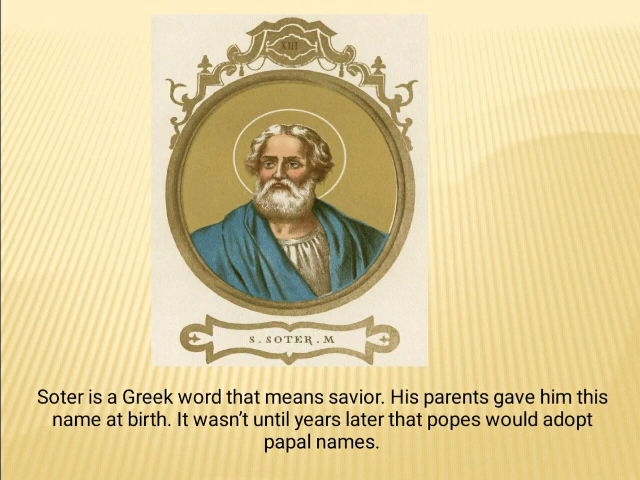 XIII
S. SOTER. M
Soter is a Greek word that means savior. His parents gave him this
name at birth. It wasn’t until years later that popes would adopt
papal names.